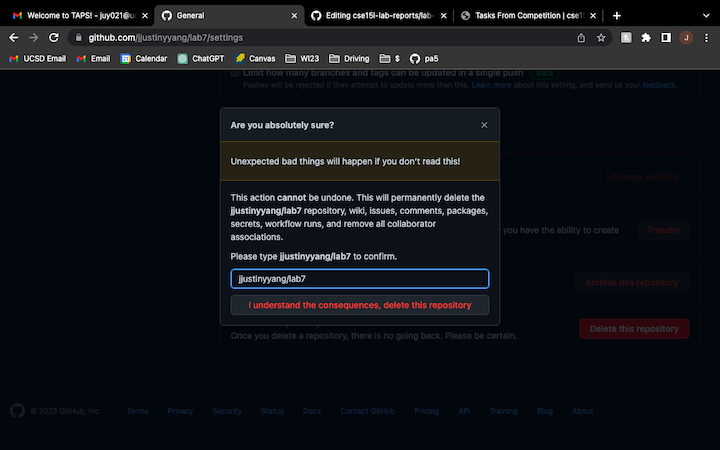 Welcome to TAPS! - juy021@u
General
Editing cse15l-lab-reports/lab-
Tasks From Competition | cse1
github.com/jjustinyyang/lab7/settings
UCSD Email Email Calendar ChatGPT Canvas WI23 Driving $ pa5
Limit how many branches and tags can be updated in a single push Beta
Pushes will be rejected if they attempt to update more than this. Learn more about this setting, and send us your feedback.
Are you absolutely sure?
Unexpected bad things will happen if you don't read this!
Change visibility
This action cannot be undone. This will permanently delete the
jjustinyyang/lab7 repository, wiki, issues, comments, packages,
secrets, workflow runs, and remove all collaborator
associations.
you have the ability to create
Transfer
Please type jjustinyyang/lab7 to confirm.
jjustinyyang/lab7
Archive this repository
I understand the consequences, delete this repository
Delete this repository
Once you delete a repository, there is no going back. Please be certain.
© 2023 GitHub, Inc. Terms Privacy Security Status Docs Contact GitHub Pricing API Training Blog About